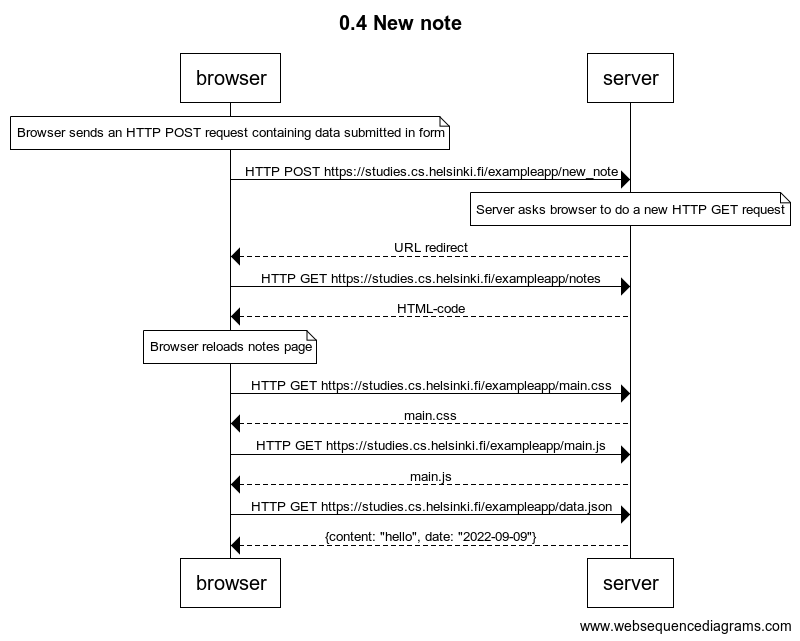 0.4 New note
browser server
Browser sends an HTTP POST request containing data submitted in form
HTTP POST https://studies.cs.helsinki.fi/exampleapp/new_note
Server asks browser to do a new HTTP GET request
URL redirect
HTTP GET https://studies.cs.helsinki.fi/exampleapp/notes
HTML-code
Browser reloads notes page
HTTP GET https://studies.cs.helsinki.fi/exampleapp/main.css
main.css
HTTP GET https://studies.cs.helsinki.fi/exampleapp/main.js
main.js
HTTP GET https://studies.cs.helsinki.fi/exampleapp/data.json
{content: "hello", date: "2022-09-09"}
browser server
www.websequencediagrams.com